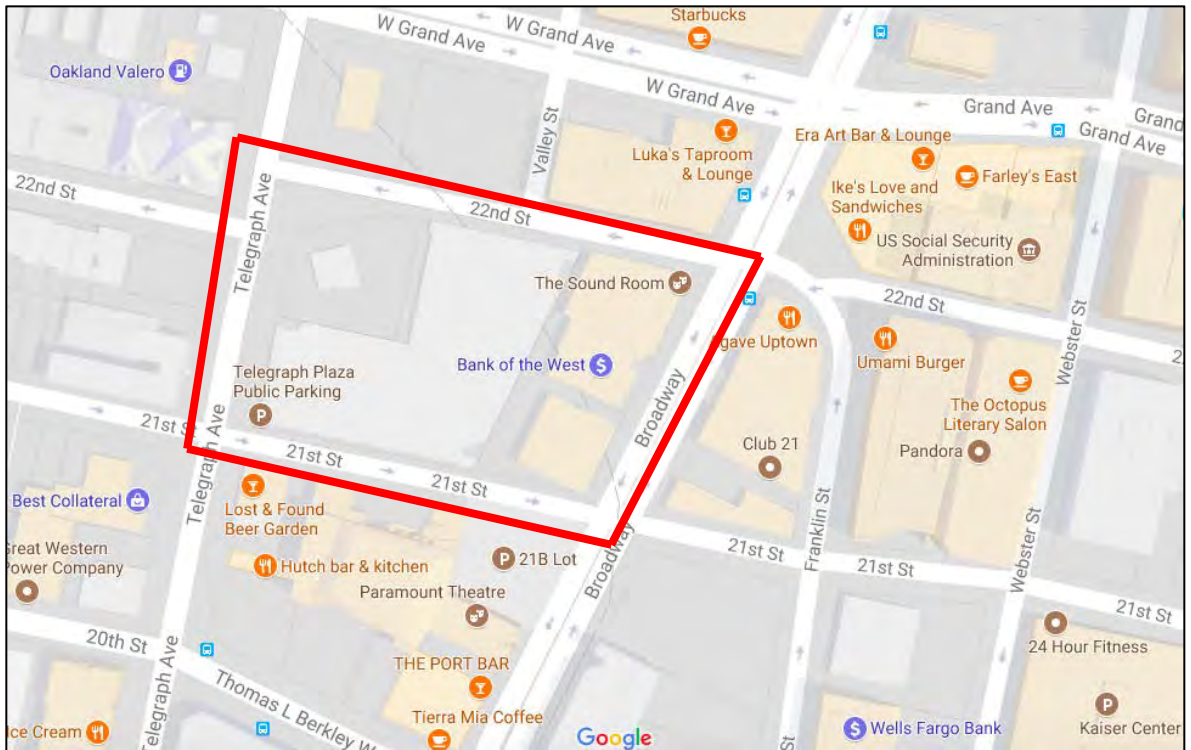 Starbucks
W Grand Ave
W Grand Ave
Oakland Valero
W Grand Ave
Grand Ave
Grand
Grand Ave
Valley St
Era Art Bar & Lounge
Luka's Taproom
& Lounge
Farley's East
22nd St
Ike's Love and
Sandwiches
22nd St
Telegraph Ave
US Social Security
Administration
The Sound Room
22nd St
2
Agave Uptown
Webster St
Umami Burger
Bank of the West
Telegraph Plaza
Public Parking
P
Broadway
The Octopus
Literary Salon
21st St
Telegraph Ave
Club 21
Pandora
21st St
21st St
Best Collateral
Lost & Found
Beer Garden
Great Western
Power Company
Hutch bar & kitchen
P 21B Lot
Broadway
21st St
Franklin St
21st St
Webster St
21st St
Paramount Theatre
20th St
24 Hour Fitness
THE PORT BAR
Telegraph Ave
Thomas L Berkley W
P
Tierra Mia Coffee
Ice Cream
Google
St
Wells Fargo Bank
Kaiser Center